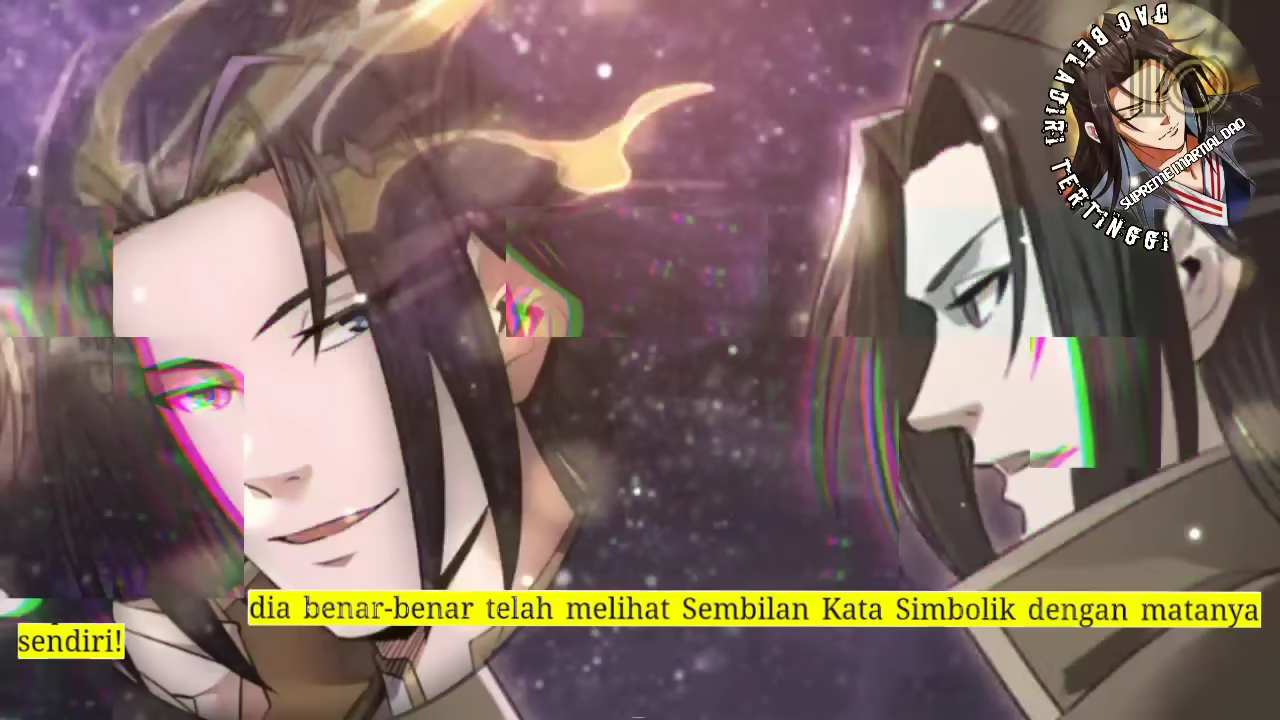 DAO BELADIRI TERTINGGI
SUPREME MARTIAL DAO
dia benar-benar telah melihat Sembilan Kata Simbolik dengan matanya
sendiri!